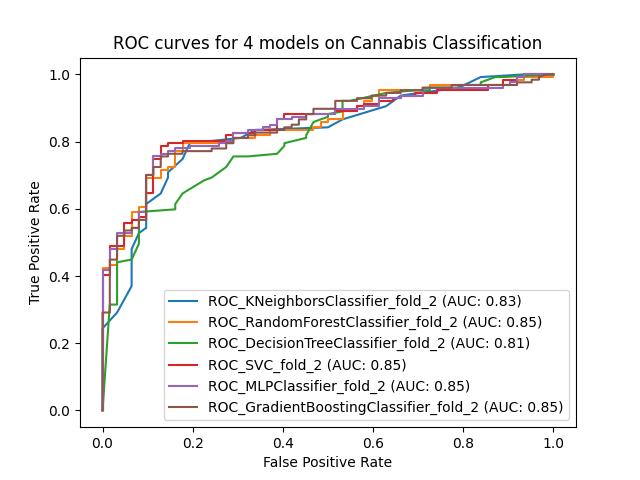 ROC curves for 4 models on Cannabis Classification
True Positive Rate
1.0
0.8
0.6
0.4
0.2
0.0
ROC_KNeighborsClassifier_fold_2 (AUC: 0.83)
ROC_RandomForestClassifier_fold_2 (AUC: 0.85)
ROC_DecisionTreeClassifier_fold_2 (AUC: 0.81)
ROC_SVC_fold_2 (AUC: 0.85)
ROC_MLPClassifier_fold_2 (AUC: 0.85)
ROC_GradientBoostingClassifier_fold_2 (AUC: 0.85)
0.0 0.2 0.4 0.6 0.8 1.0
False Positive Rate